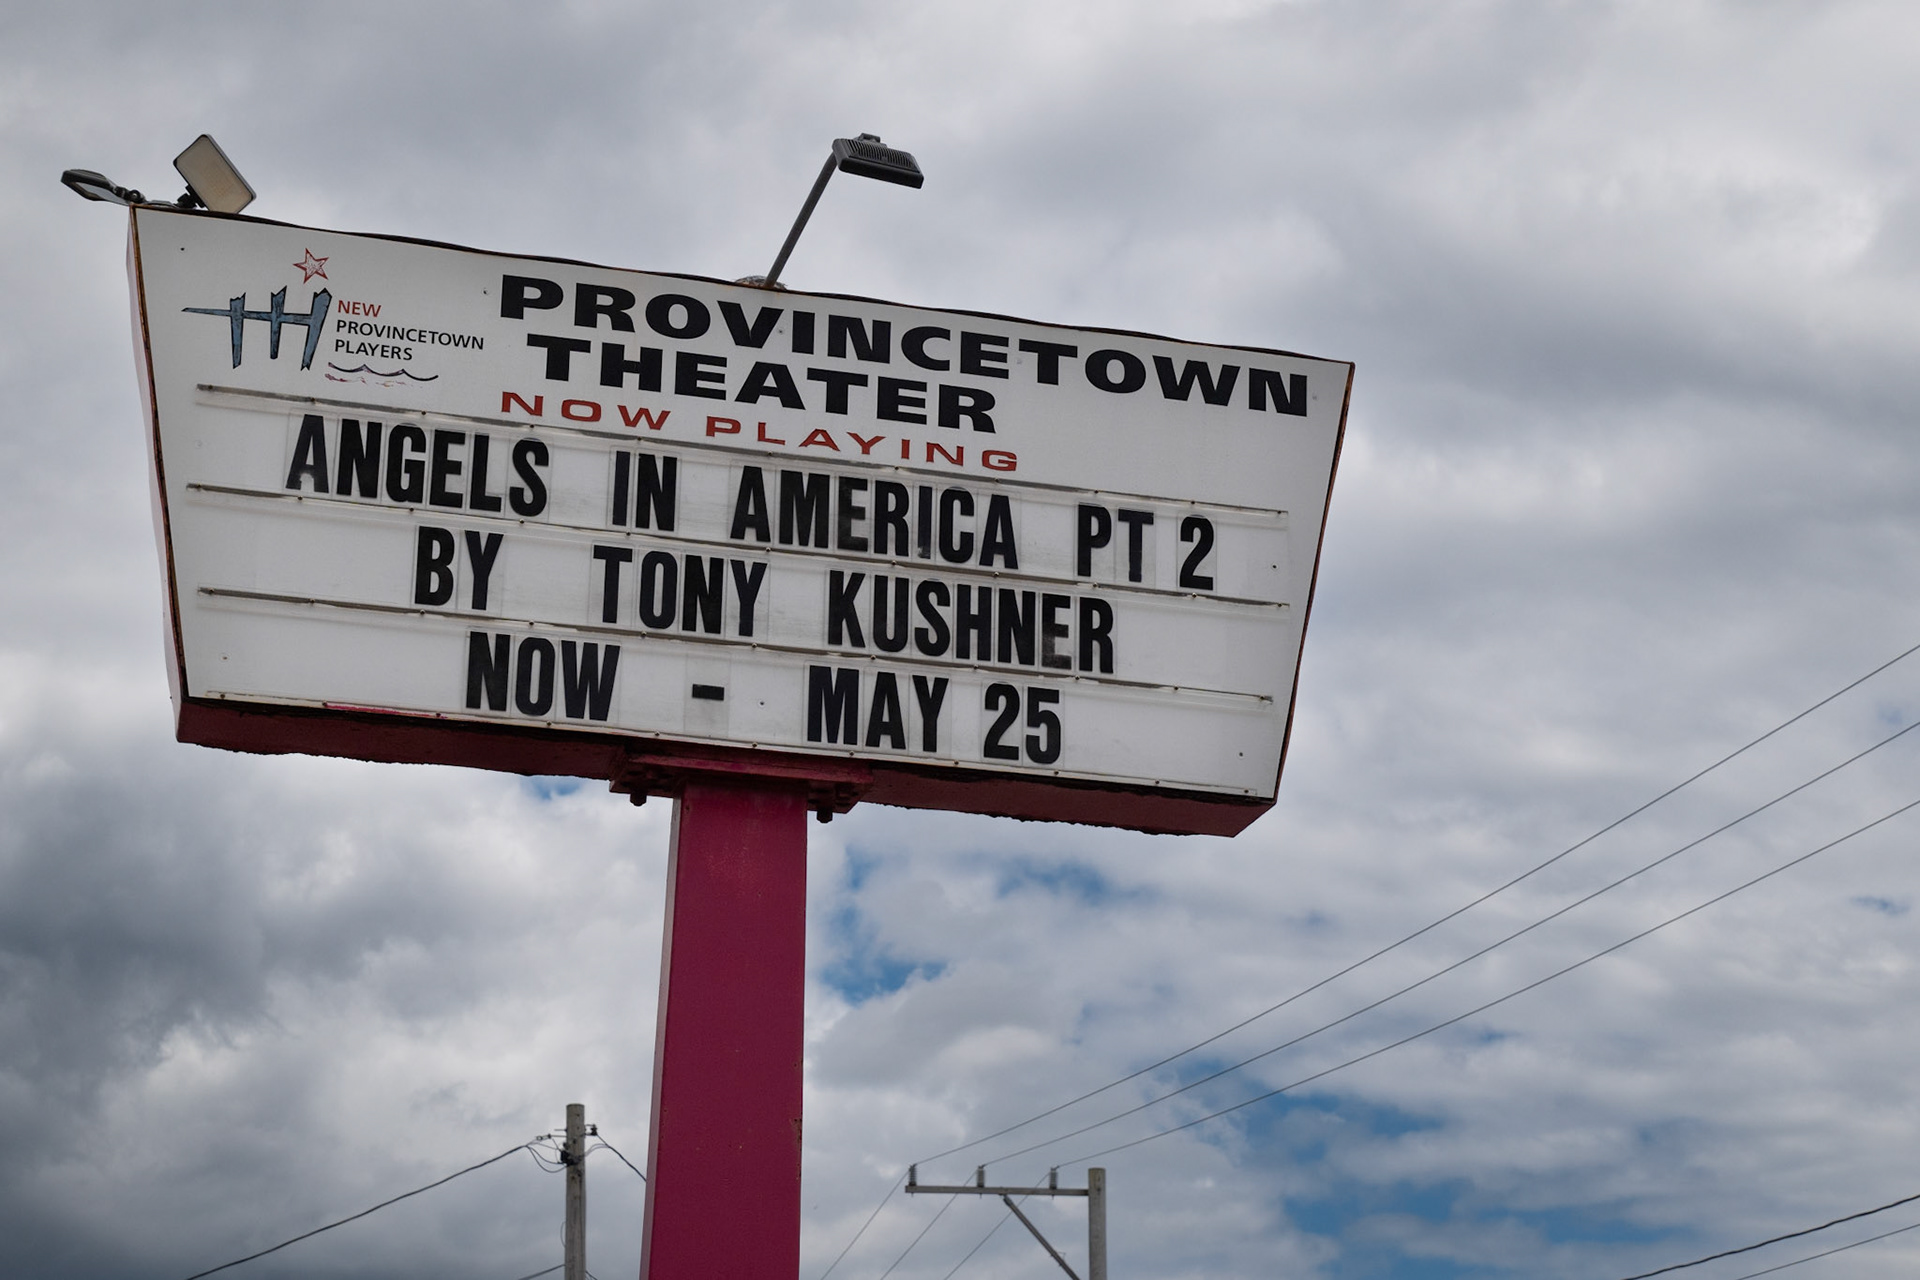 NEW
PROVINCETOWN
PLAYERS
PROVINCETOWN
THEATER
NOW PLAYING
ANGELS IN AMERICA PT 2
BY TONY KUSHNER
NOW - MAY 25